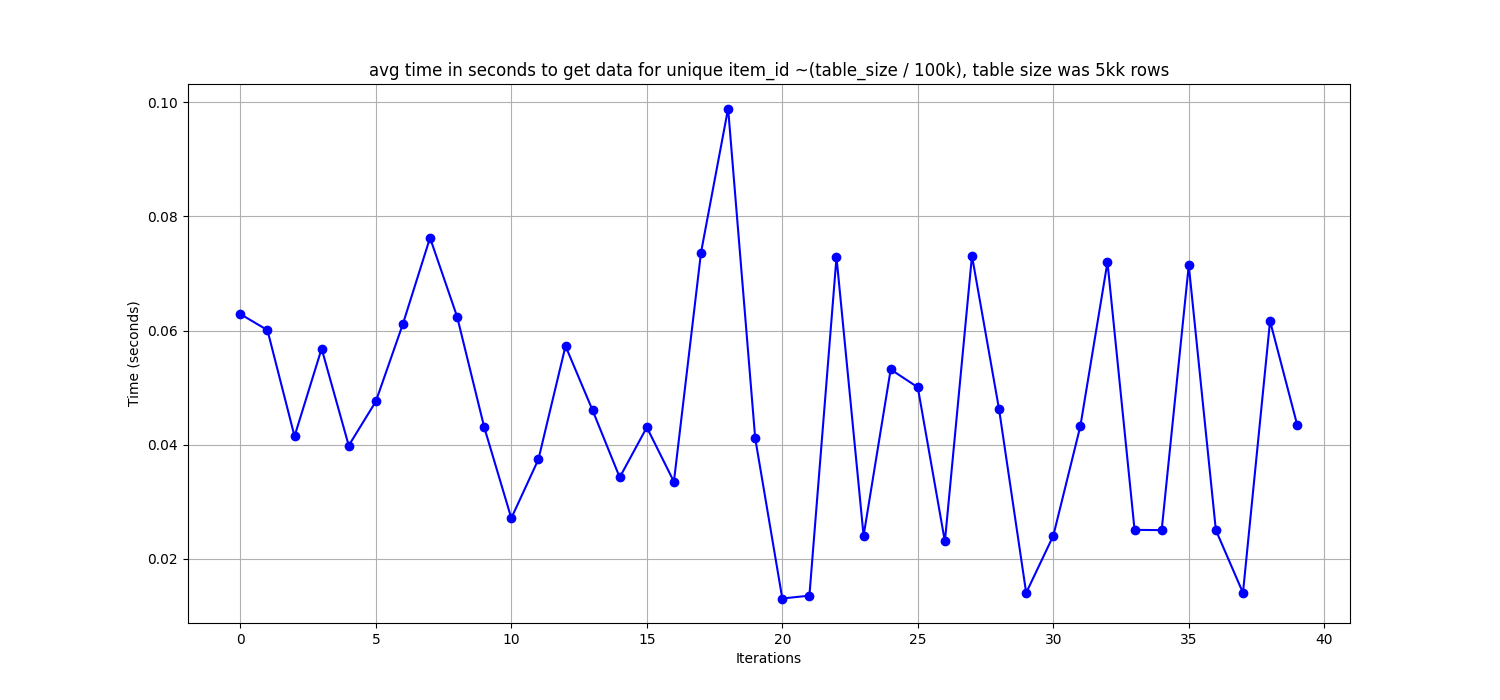 avg time in seconds to get data for unique item_id ~(table_size / 100k), table size was 5kk rows
0.10
0.08
0.06
0.04
0.02
Time (seconds)
0 5 10 15 20 25 30 35 40
Iterations